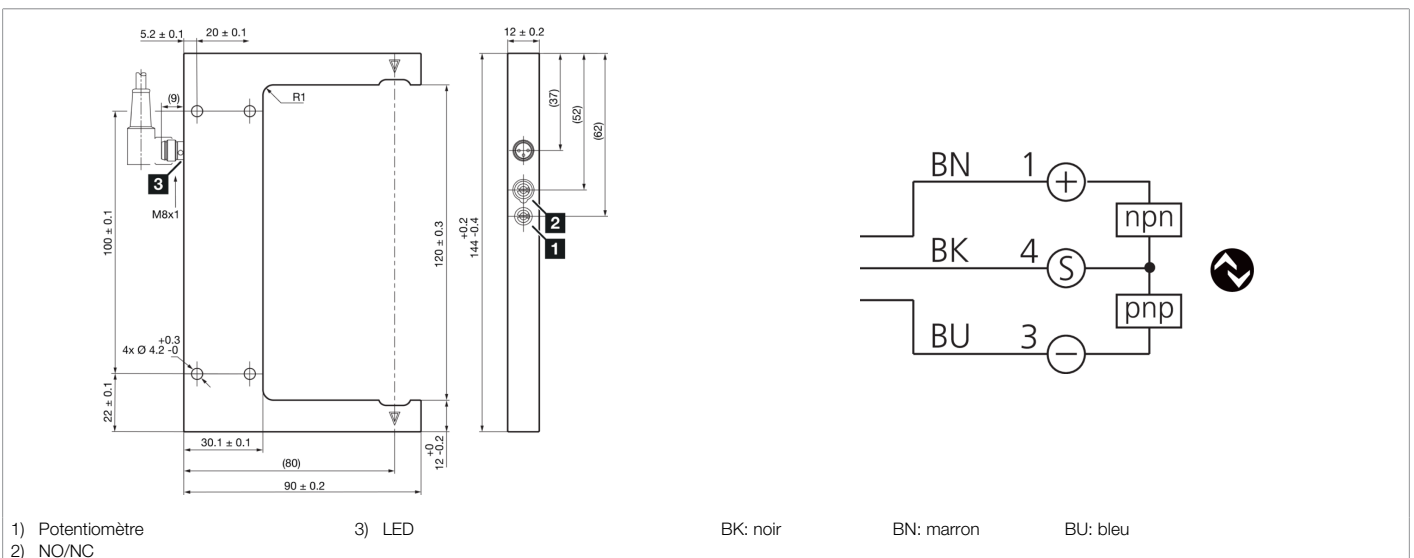 5.2 ± 0.1
20 ± 0.1
12 ± 0.2
(9)
R1
(37)
(52)
(62)
3
M8x1
2
1
100 ± 0.1
120 ± 0.3
+0.2
144 -0.4
+0.3
4x Ø 4.2 -0
22 ± 0.1
30.1 ± 0.1
+0
12 -0.2
(80)
90 ± 0.2
BN 1 +
npn
BK 4 S
pnp
BU 3 −
1) Potentiomètre
2) NO/NC
3) LED
BK: noir
BN: marron
BU: bleu